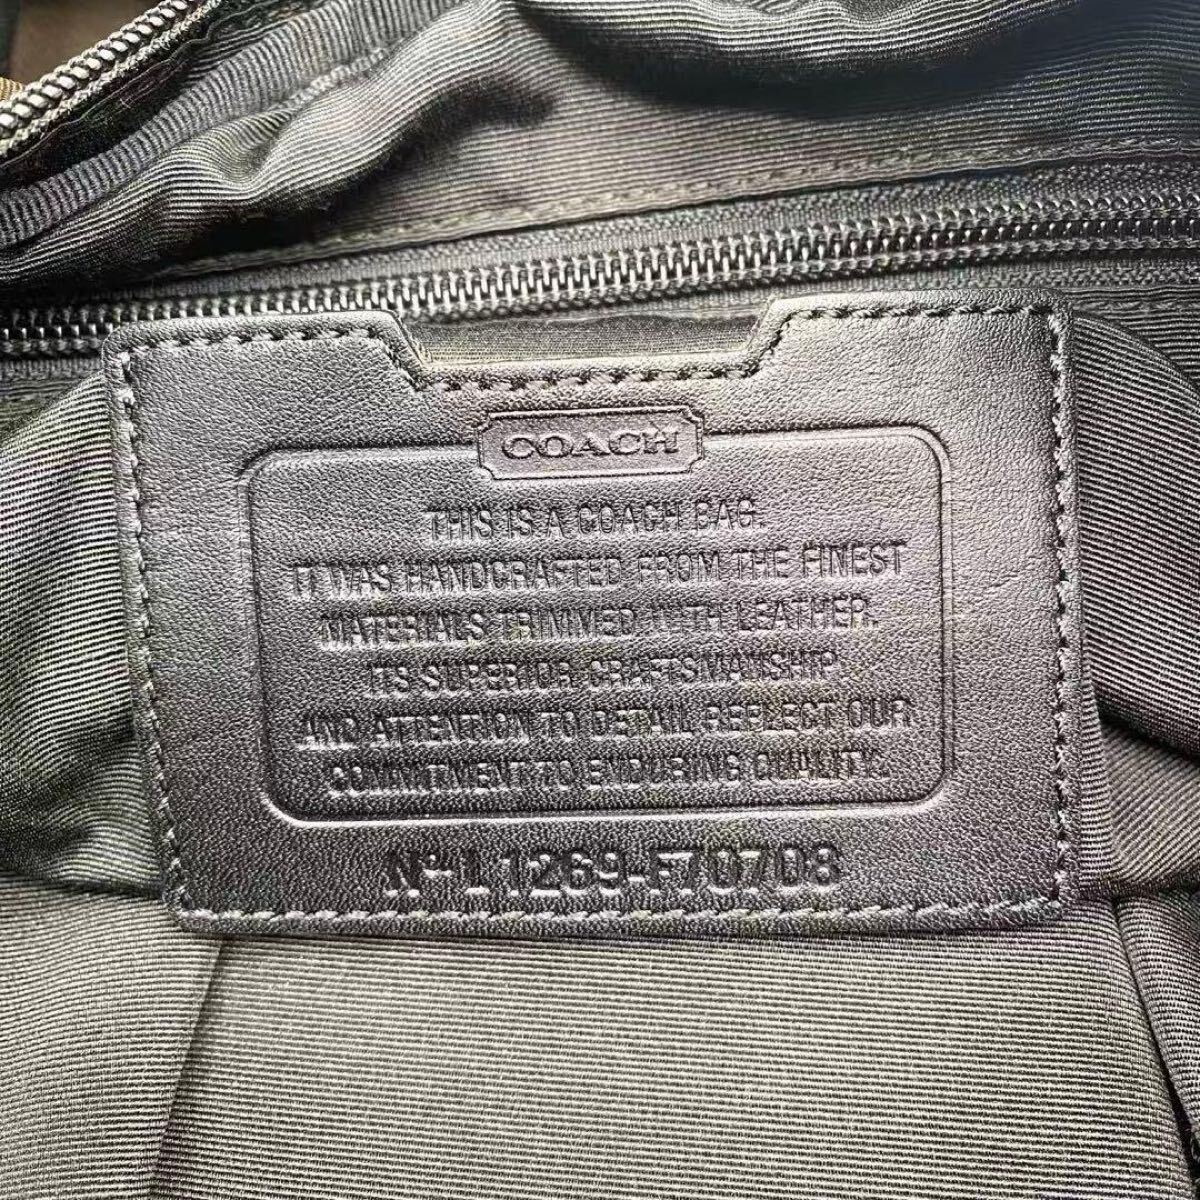 COACH
THIS IS A COACH BAG.
IT WAS HANDCRAFTED FROM THE FINEST
MATERIALS TRIMMED WITH LEATHER.
ITS SUPERIOR CRAFTSMANSHIP
AND ATTENTION TO DETAIL REFLECT OUR
COMMITMENT TO ENDURING QUALITY.
Nº-L1269-F70708